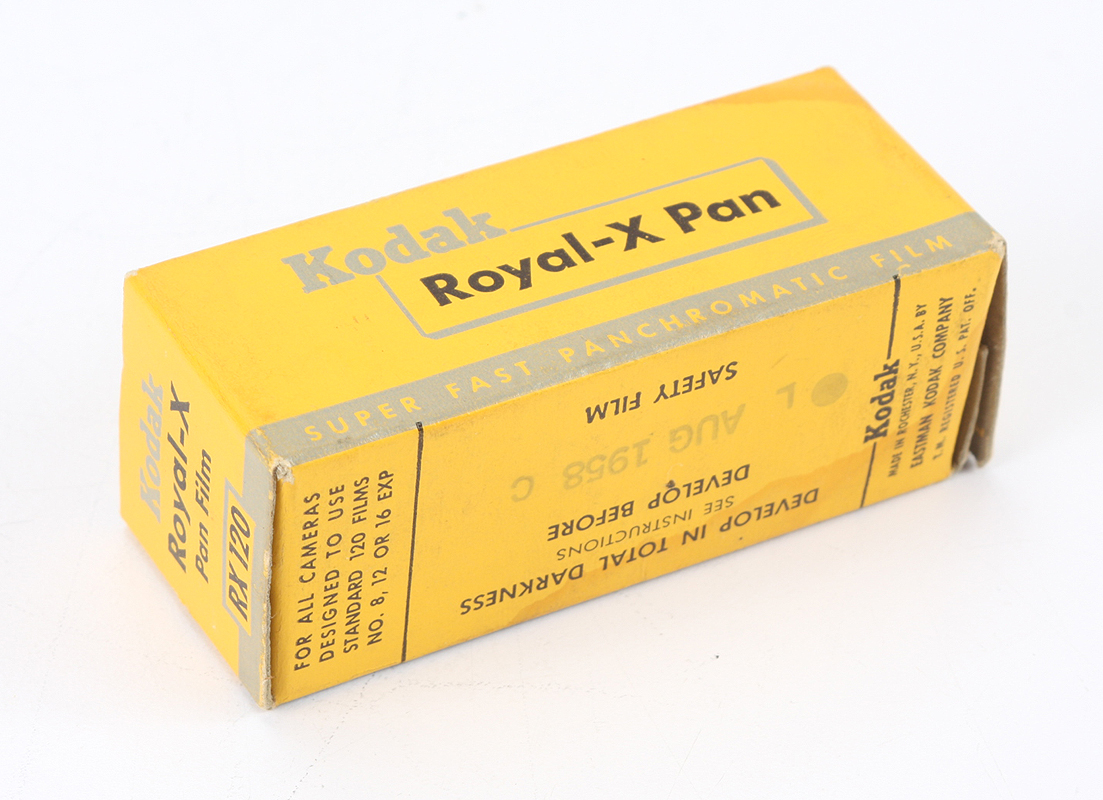 Kodak
Royal-X Pan
SUPER FAST PANCHROMATIC FILM
Kodak
Royal-X
Pan Film
RX 120
FOR ALL CAMERAS
DESIGNED TO USE
STANDARD 120 FILMS
NO. 8, 12 OR 16 EXP
DEVELOP IN TOTAL DARKNESS
SEE INSTRUCTIONS
DEVELOP BEFORE
L AUG 1958 C
SAFETY FILM
Kodak
MADE IN ROCHESTER, N.Y., U.S.A. BY
EASTMAN KODAK COMPANY
T.M. REGISTERED U.S. PAT. OFF.